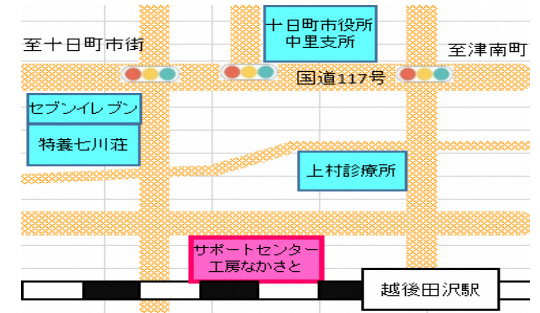 十日町市役所
中里支所
至十日町市街
至津南町
国道117号
セブンイレブン
特養七川荘
上村診療所
サポートセンター
工房なかさと
越後田沢駅